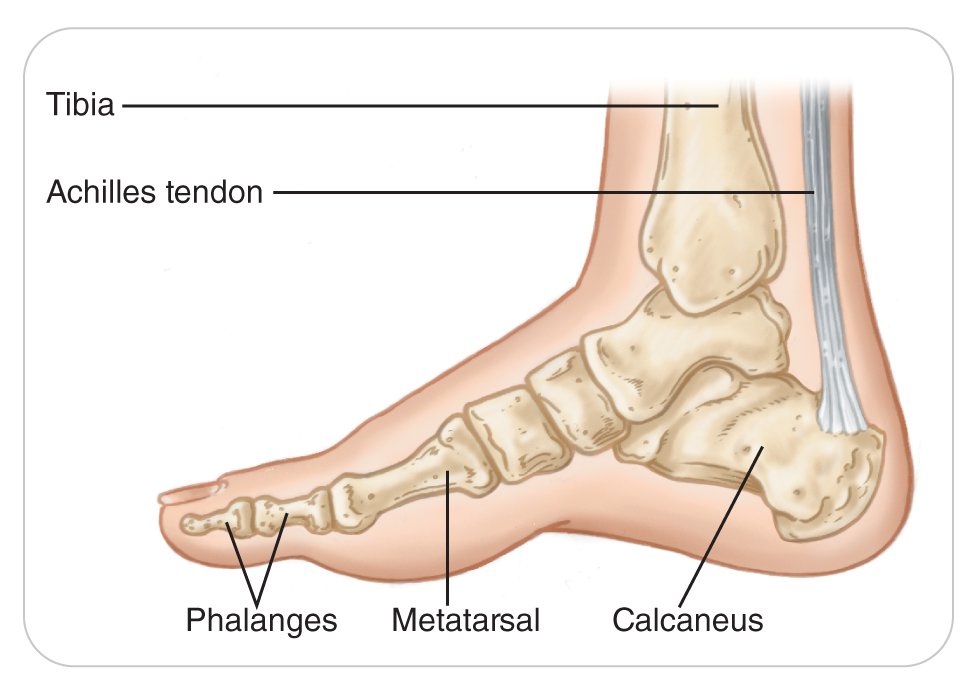 Tibia
Achilles tendon
Phalanges
Metatarsal
Calcaneus